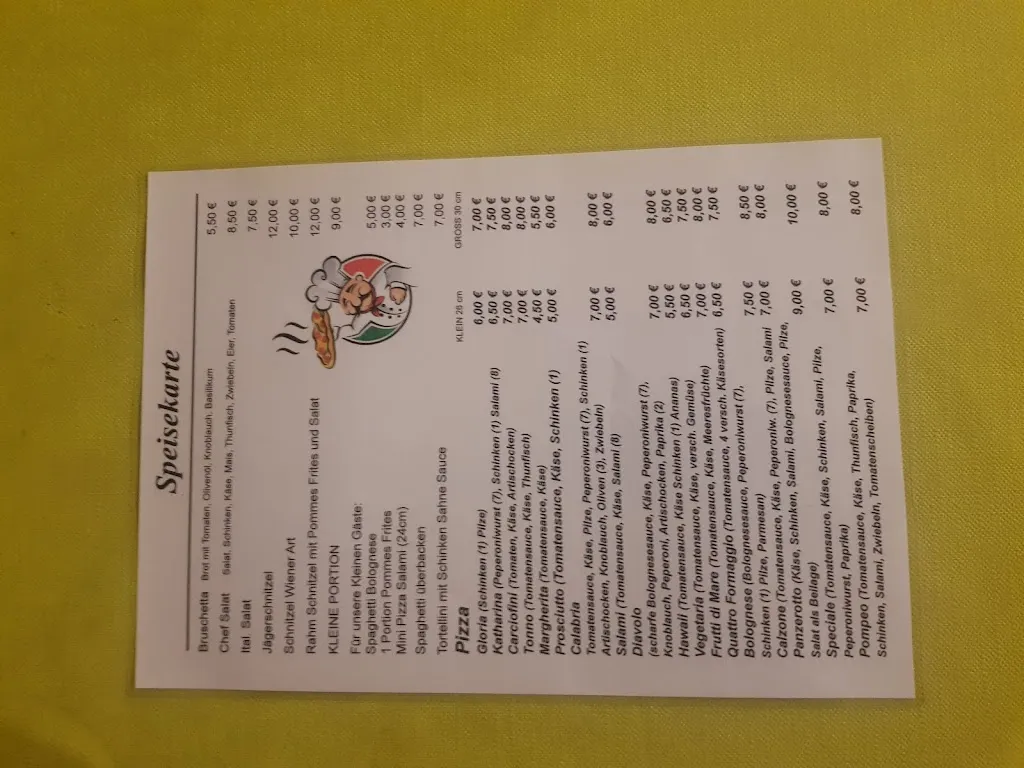 Speisekarte
Bruschetta Brot mit Tomaten, Olivenöl, Knoblauch, Basilikum 5,50 €
Chef Salat Salat, Schinken, Käse, Mais, Thunfisch, Zwiebeln, Eier, Tomaten 8,50 €
Ital. Salat 7,50 €
Jägerschnitzel 12,00 €
Schnitzel Wiener Art 10,00 €
Rahm Schnitzel mit Pommes Frites und Salat 12,00 €
KLEINE PORTION 9,00 €
Für unsere Kleinen Gäste:
Spaghetti Bolognese 5,00 €
1 Portion Pommes Frites 3,00 €
Mini Pizza Salami (24cm) 4,00 €
Spaghetti überbacken 7,00 €
Tortellini mit Schinken Sahne Sauce 7,00 €
Pizza KLEIN 26 cm GROSS 30 cm
Gloria (Schinken (1) Pilze) 6,00 € 7,00 €
Katharina (Peperoniwurst (7), Schinken (1) Salami (8) 6,50 € 7,50 €
Carciofini (Tomaten, Käse, Artischocken) 7,00 € 8,00 €
Tonno (Tomatensauce, Käse, Thunfisch) 7,00 € 8,00 €
Margherita (Tomatensauce, Käse) 4,50 € 5,50 €
Prosciutto (Tomatensauce, Käse, Schinken (1) 5,00 € 6,00 €
Calabria
Tomatensauce, Käse, Pilze, Peperoniwurst (7), Schinken (1)
Artischocken, Knoblauch, Oliven (3), Zwiebeln) 7,00 € 8,00 €
Salami (Tomatensauce, Käse, Salami (8) 5,00 € 6,00 €
Diavolo
(scharfe Bolognesesauce, Käse, Peperoniwurst (7),
Knoblauch, Peperoni, Artischocken, Paprika (2) 7,00 € 8,00 €
Hawaii (Tomatensauce, Käse Schinken (1) Ananas) 5,50 € 6,50 €
Vegetaria (Tomatensauce, Käse, versch. Gemüse) 6,50 € 7,50 €
Frutti di Mare (Tomatensauce, Käse, Meeresfrüchte) 7,00 € 8,00 €
Quattro Formaggio (Tomatensauce, 4 versch. Käsesorten) 6,50 € 7,50 €
Bolognese (Bolognesesauce, Peperoniwurst (7),
Schinken (1) Pilze, Parmesan) 7,50 € 8,50 €
Calzone (Tomatensauce, Käse, Peperoniw. (7), Pilze, Salami 7,00 € 8,00 €
Panzerotto (Käse, Schinken, Salami, Bolognesesauce, Pilze,
Salat als Beilage) 9,00 € 10,00 €
Speciale (Tomatensauce, Käse, Schinken, Salami, Pilze,
Peperoniwurst, Paprika) 7,00 € 8,00 €
Pompeo (Tomatensauce, Käse, Thunfisch, Paprika,
Schinken, Salami, Zwiebeln, Tomatenscheiben) 7,00 € 8,00 €